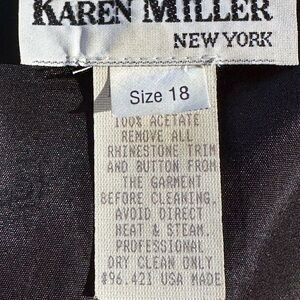 KAREN MILLER
NEW YORK
Size 18
100% ACETATE
REMOVE ALL
RHINESTONE TRIM
AND BUTTON FROM
THE GARMENT
BEFORE CLEANING.
AVOID DIRECT
HEAT & STEAM.
PROFESSIONAL
DRY CLEAN ONLY
#96.421 USA MADE